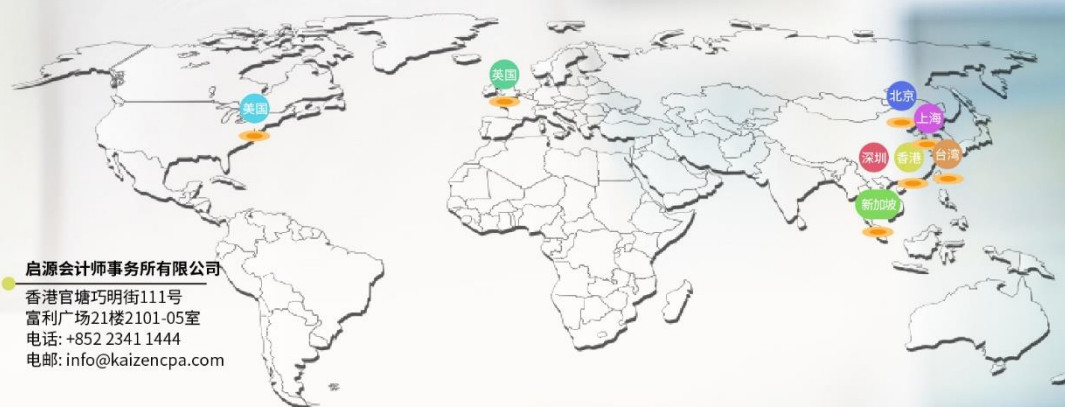 英国
美国
北京
上海
深圳
香港
台湾
新加坡
启源会计师事务所有限公司
香港官塘巧明街111号
富利广场21楼2101-05室
电话: +852 2341 1444
电邮: info@kaizencpa.com